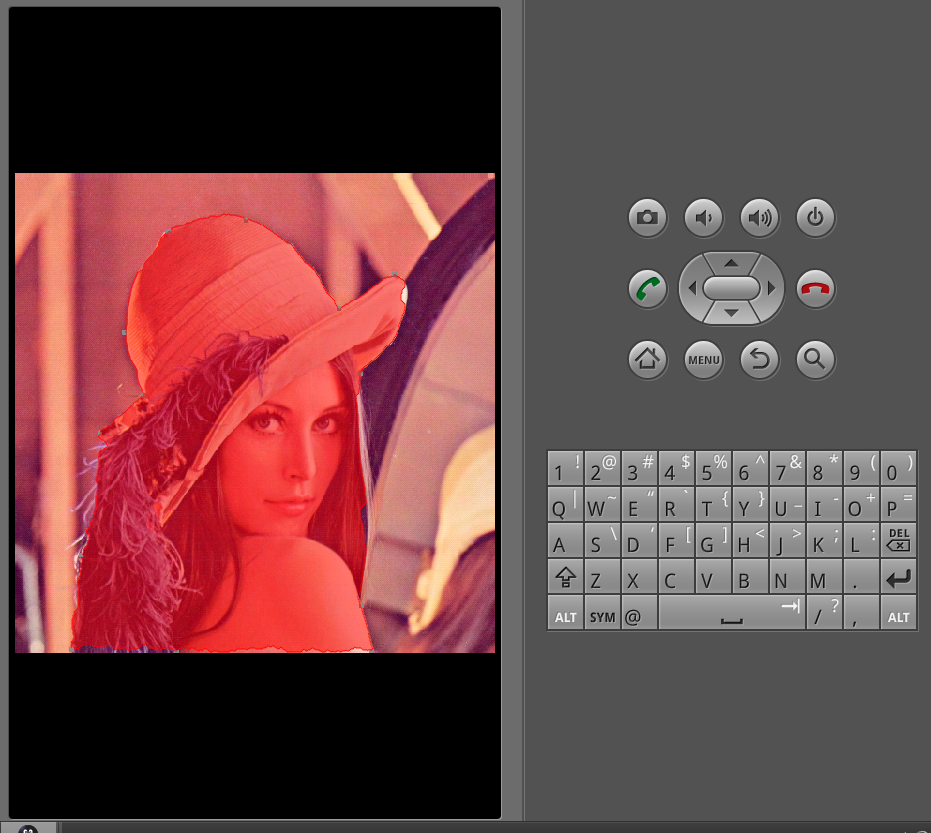 MENU
1 ! 2 @ 3 # 4 $ 5 % 6 ^ 7 & 8 * 9 ( 0 )
Q | W ~ E “ R ` T { Y } U _ I - O + P =
A S \ D ‘ F [ G ] H < J > K ; L : DEL
Z X C V B N M .
ALT SYM @ / ? , ALT